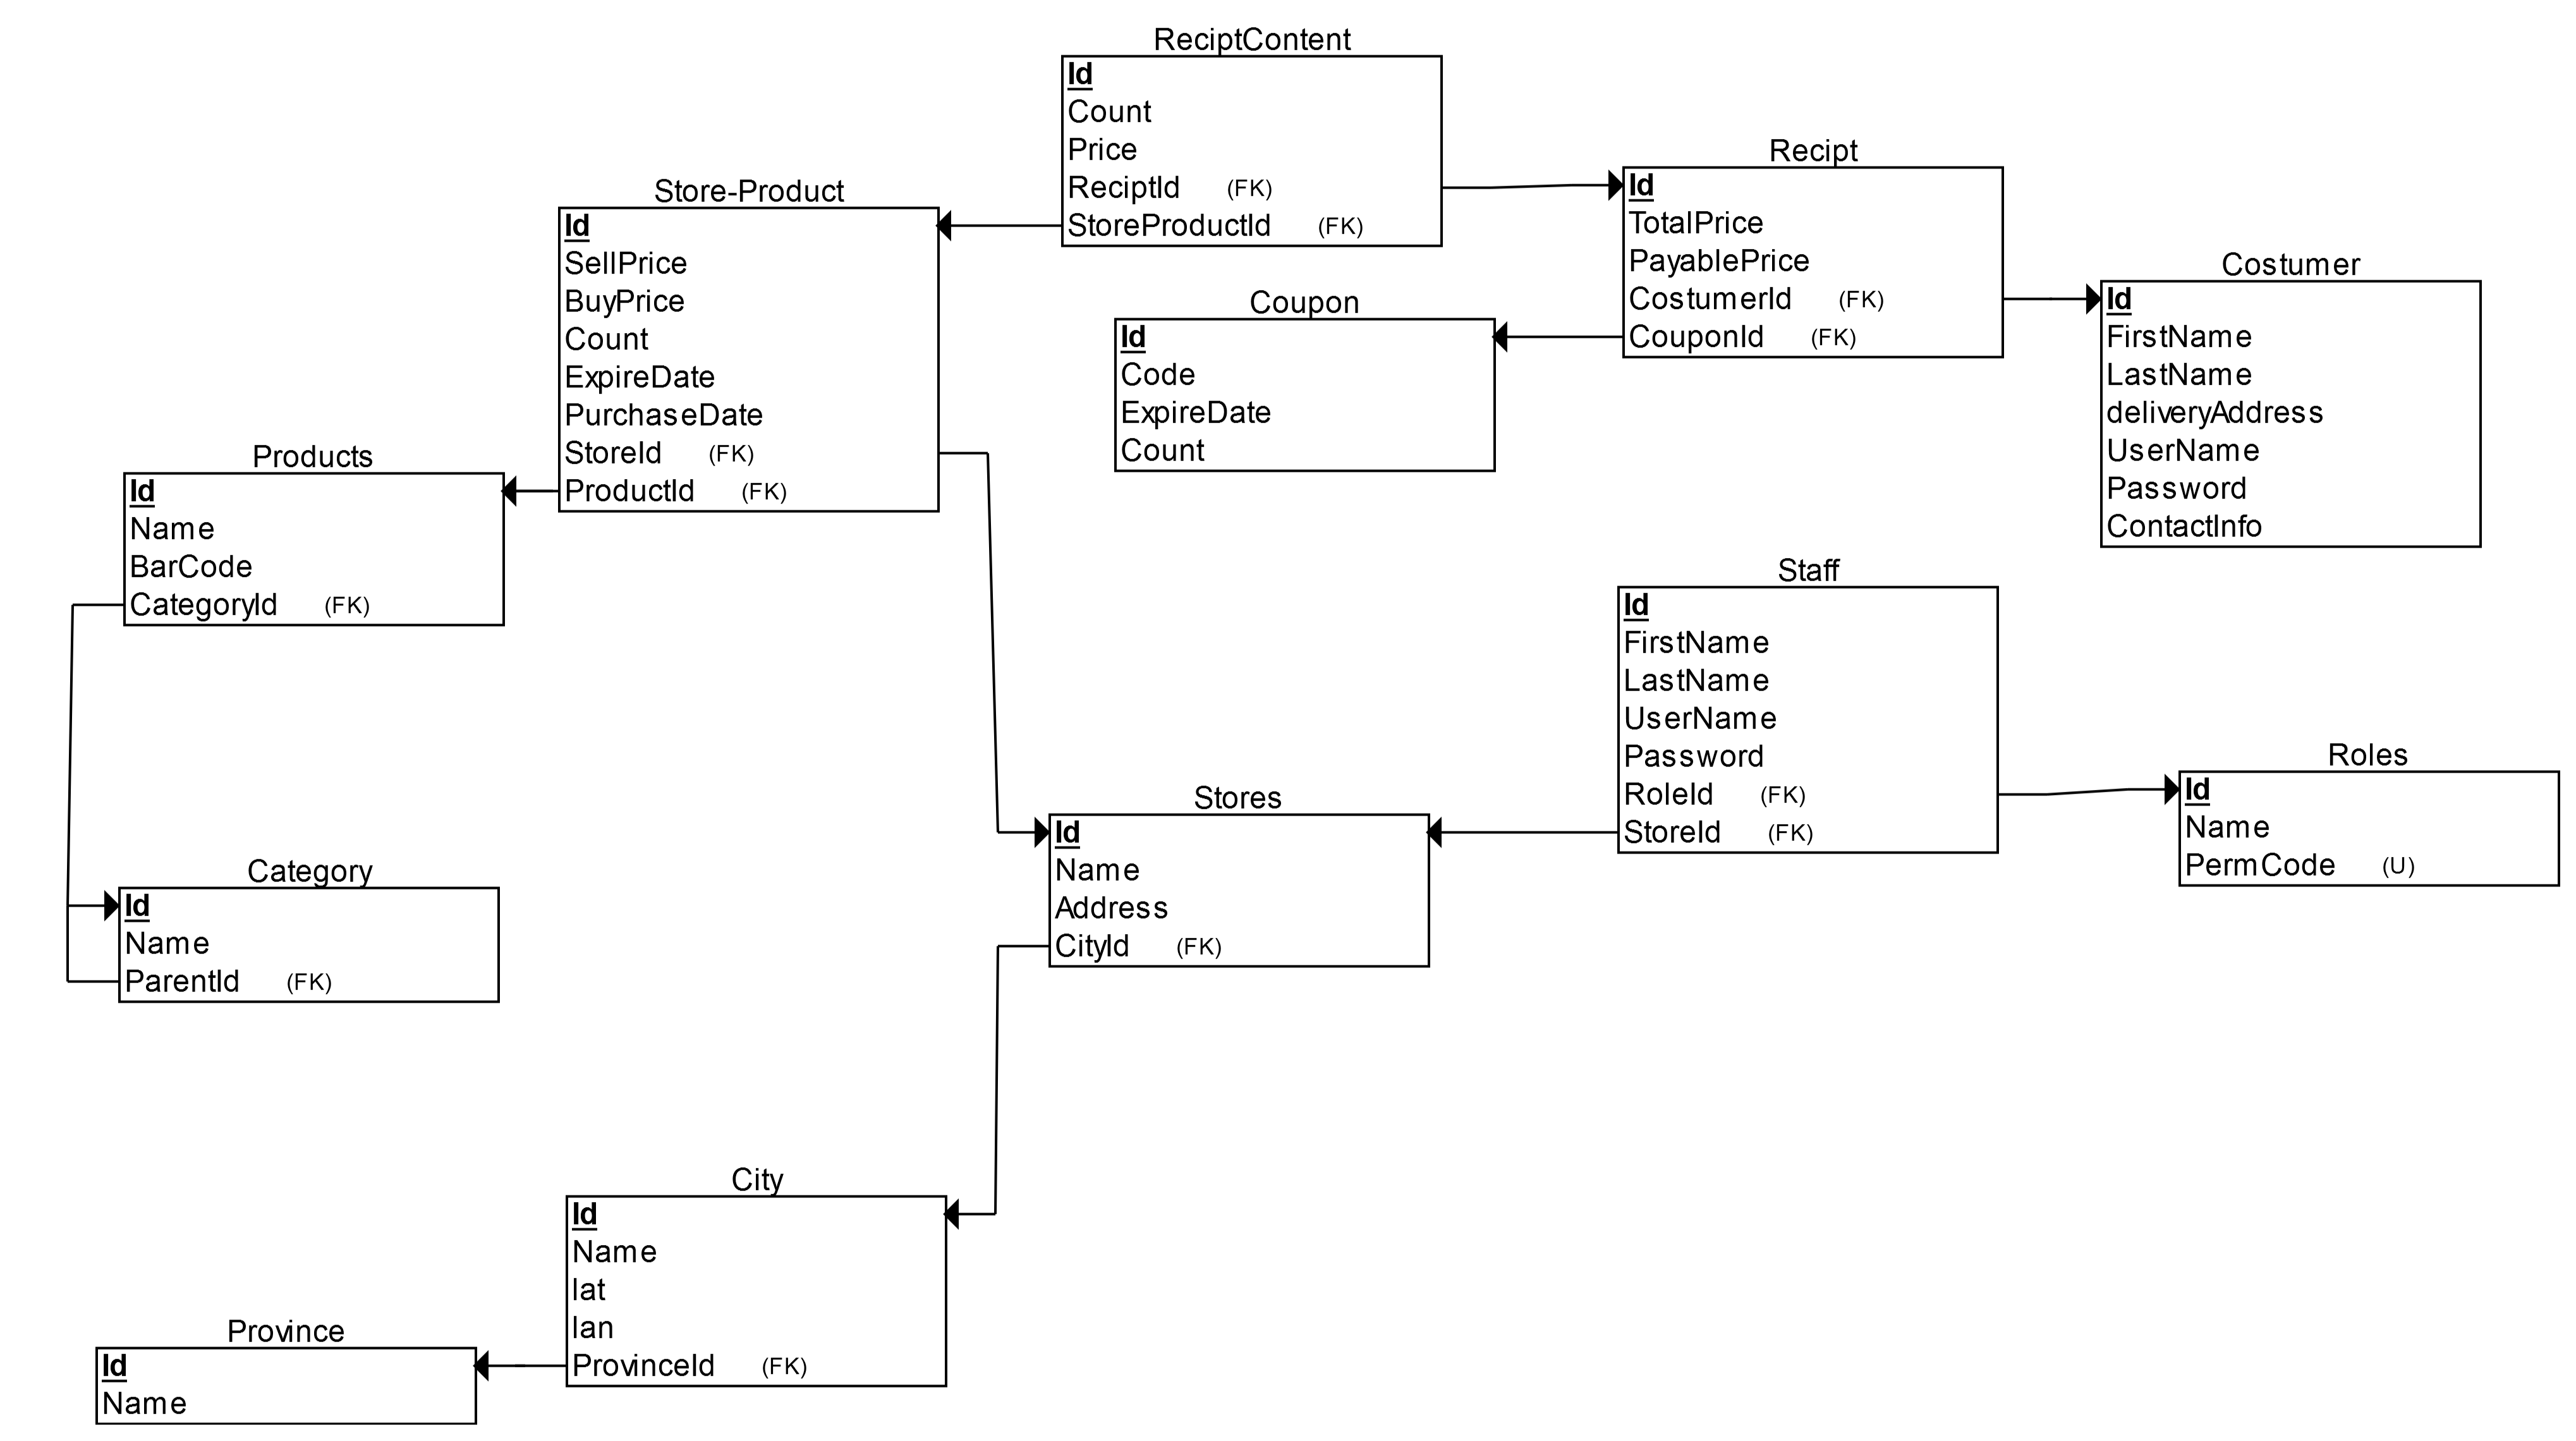 ReciptContent
Id
Count
Price
ReciptId (FK)
StoreProductId (FK)
Recipt
Id
TotalPrice
PayablePrice
CostumerId (FK)
CouponId (FK)
Store-Product
Id
SellPrice
BuyPrice
Count
ExpireDate
PurchaseDate
StoreId (FK)
ProductId (FK)
Costumer
Id
FirstName
LastName
deliveryAddress
UserName
Password
ContactInfo
Coupon
Id
Code
ExpireDate
Count
Products
Id
Name
BarCode
CategoryId (FK)
Staff
Id
FirstName
LastName
UserName
Password
RoleId (FK)
StoreId (FK)
Roles
Id
Name
PermCode (U)
Stores
Id
Name
Address
CityId (FK)
Category
Id
Name
ParentId (FK)
City
Id
Name
lat
lan
ProvinceId (FK)
Province
Id
Name